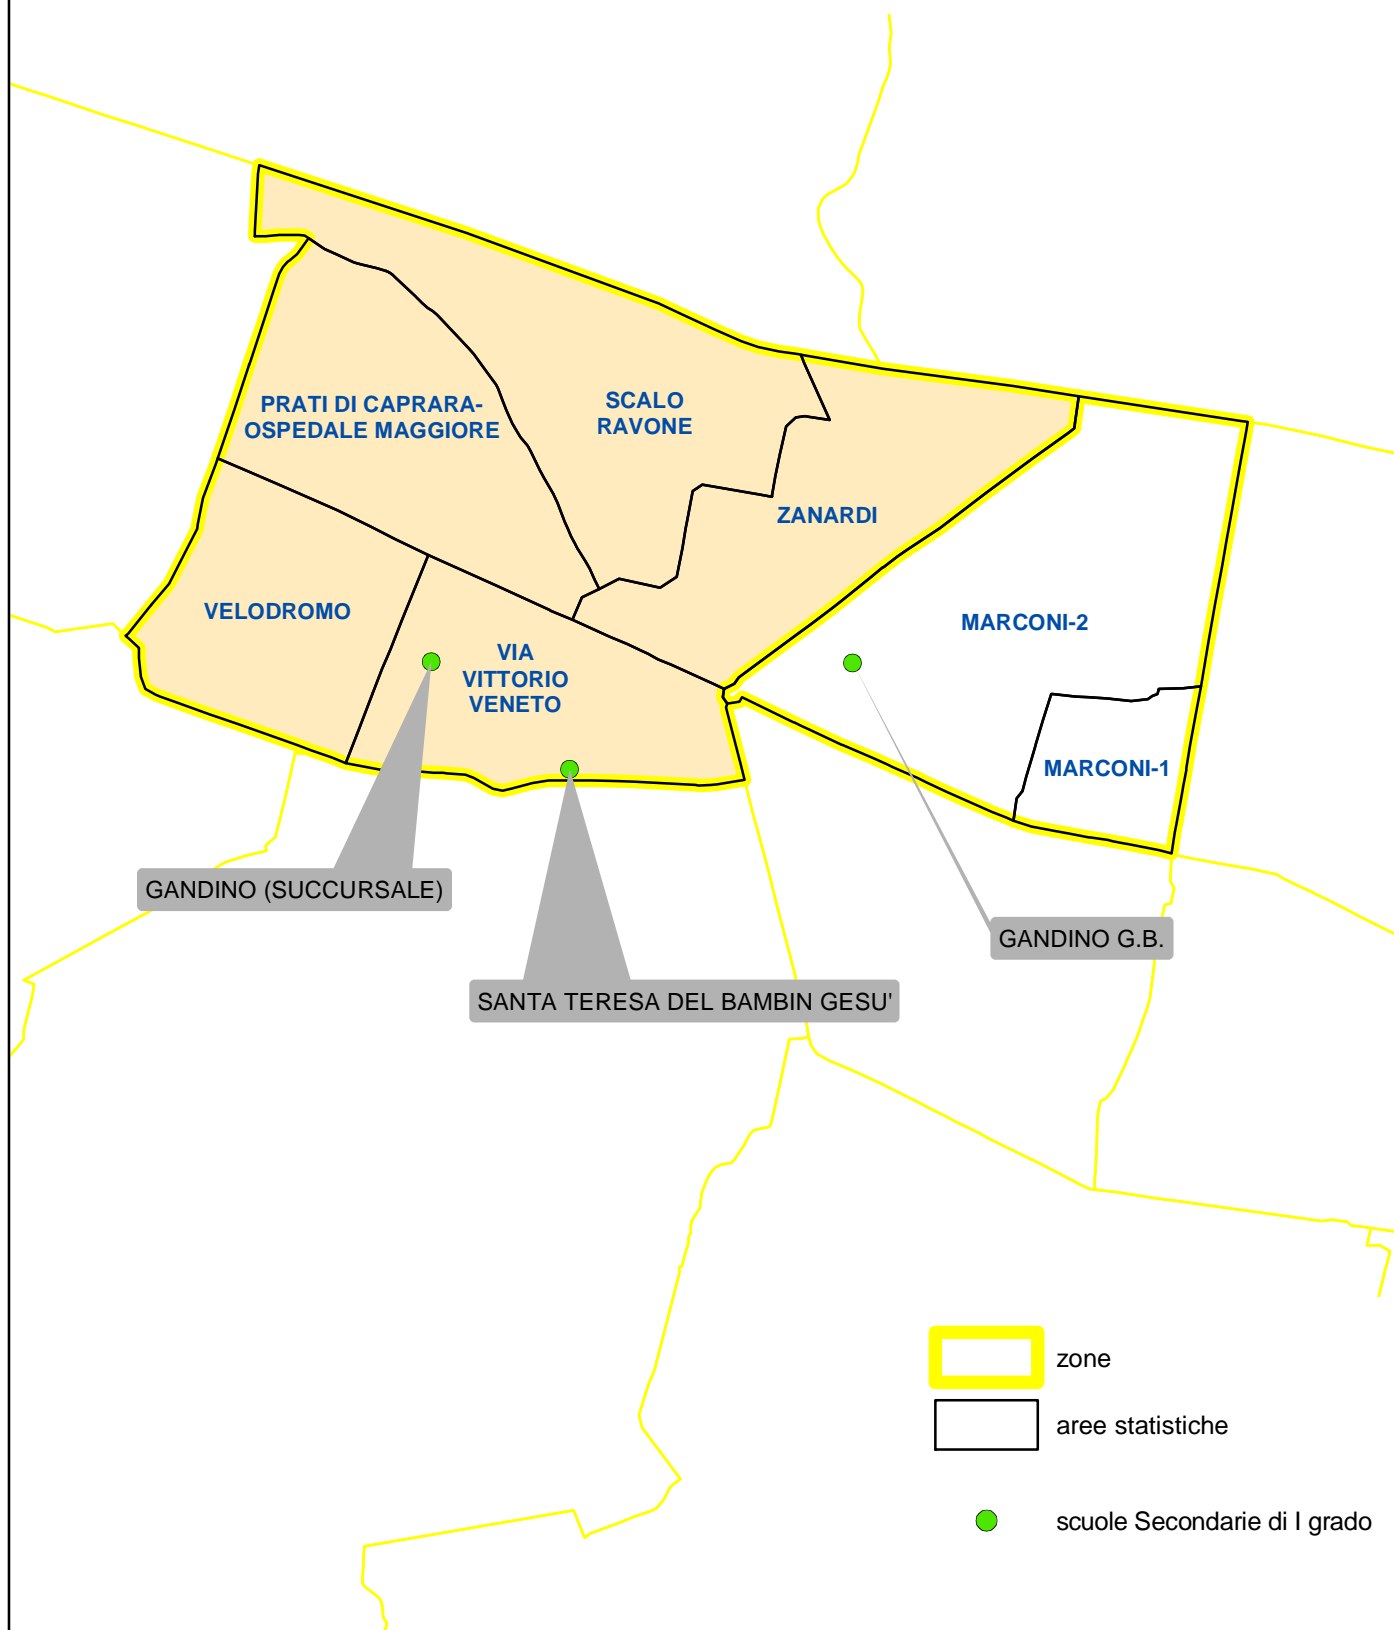 PRATI DI CAPRARA-
OSPEDALE MAGGIORE
SCALO
RAVONE
ZANARDI
VELODROMO
VIA
VITTORIO
VENETO
MARCONI-2
MARCONI-1
GANDINO (SUCCURSALE)
GANDINO G.B.
SANTA TERESA DEL BAMBIN GESU'
zone
aree statistiche
scuole Secondarie di I grado